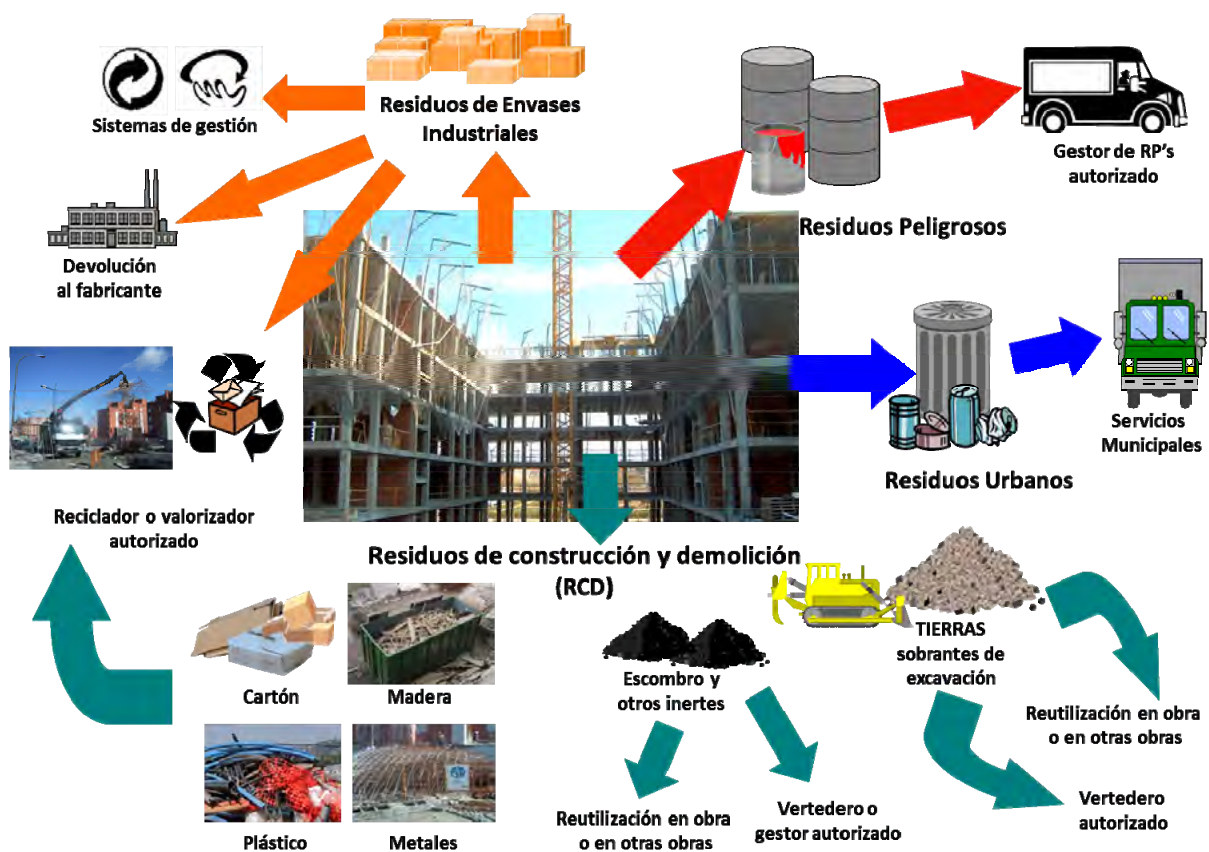 Residuos de Envases
Industriales
Sistemas de gestión
Devolución
al fabricante
Reciclador o valorizador
autorizado
Residuos Peligrosos
Gestor de RP's
autorizado
Residuos Urbanos
Servicios
Municipales
Residuos de construcción y demolición
(RCD)
Cartón
Madera
Plástico
Metales
Escombro y
otros inertes
Reutilización en obra
o en otras obras
Vertedero o
gestor autorizado
TIERRAS
sobrantes de
excavación
Reutilización en obra
o en otras obras
Vertedero
autorizado